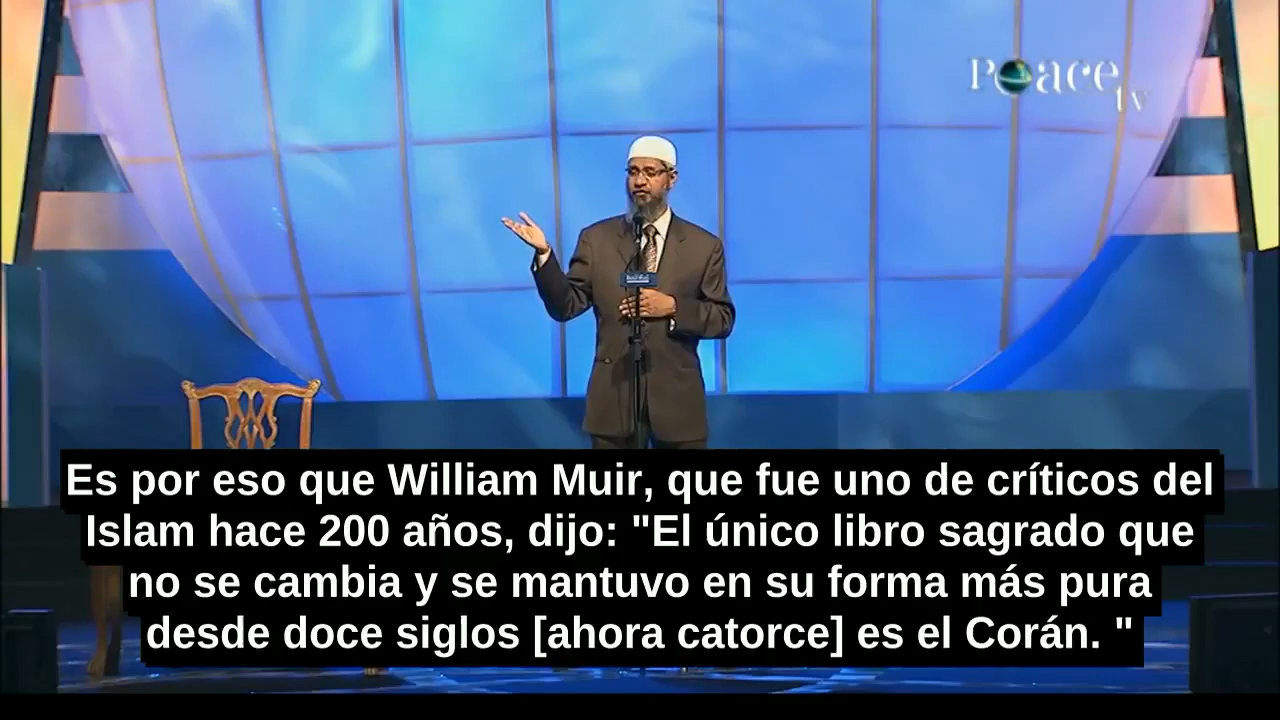 Peace
tv
Es por eso que William Muir, que fue uno de críticos del
Islam hace 200 años, dijo: "El único libro sagrado que
no se cambia y se mantuvo en su forma más pura
desde doce siglos [ahora catorce] es el Corán. "